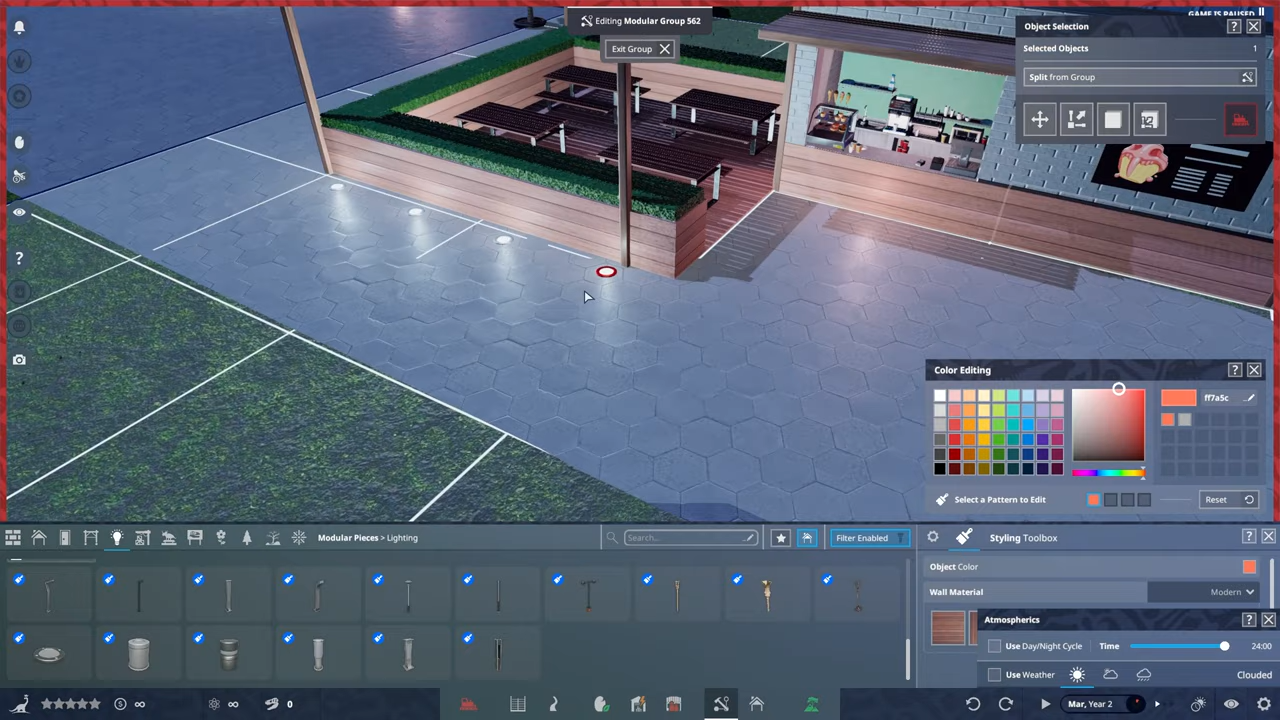 Editing Modular Group 562
Exit Group
GAME IS PAUSED
Object Selection
?
Selected Objects 1
Split from Group
12
Color Editing
?
ff7a5c
Select a Pattern to Edit
Reset
?
Modular Pieces > Lighting
Search...
Filter Enabled
Styling Toolbox
?
Object Color
Wall Material Modern
Atmospherics
?
Use Day/Night Cycle Time 24:00
Use Weather Clouded
∞
∞
0
Mar, Year 2